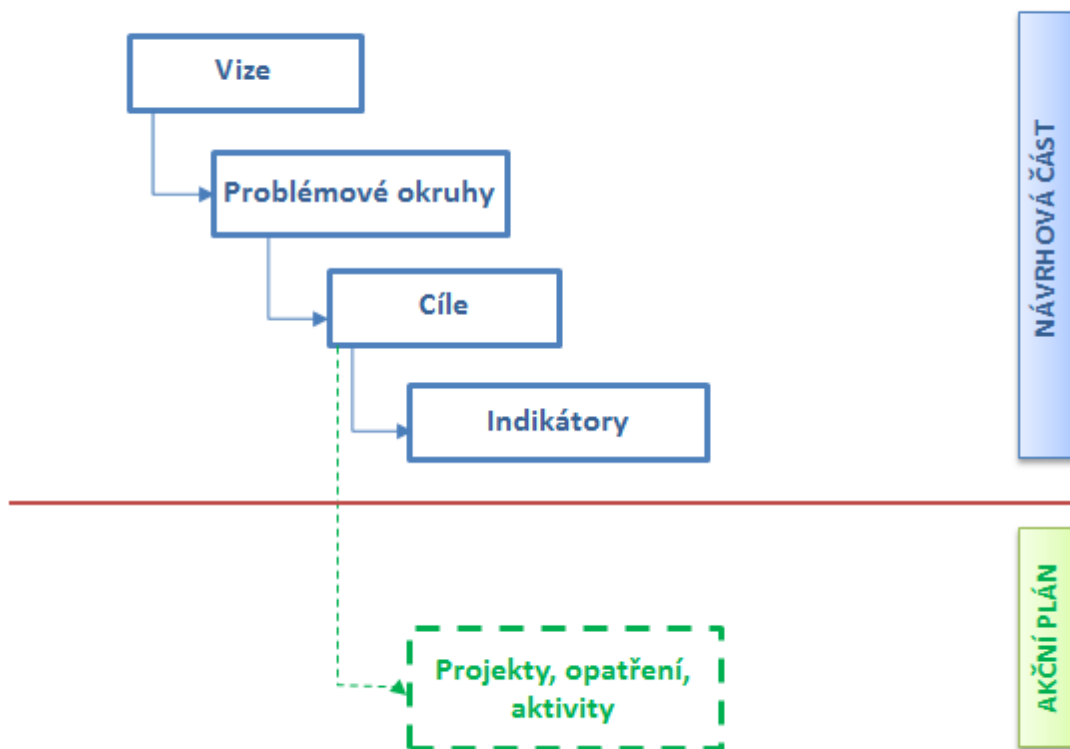 Vize
Problémové okruhy
Cíle
Indikátory
NÁVRHOVÁ ČÁST
Projekty, opatření,
aktivity
AKČNÍ PLÁN